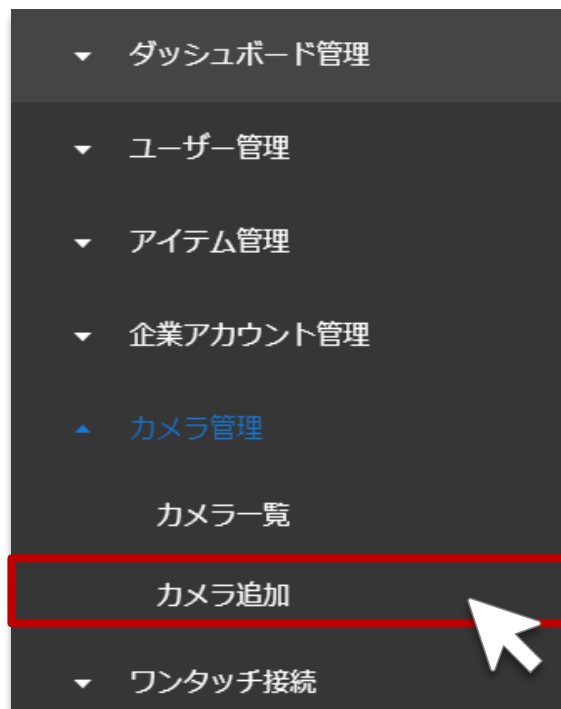 ダッシュボード管理
ユーザー管理
アイテム管理
企業アカウント管理
カメラ管理
カメラ一覧
カメラ追加
ワンタッチ接続